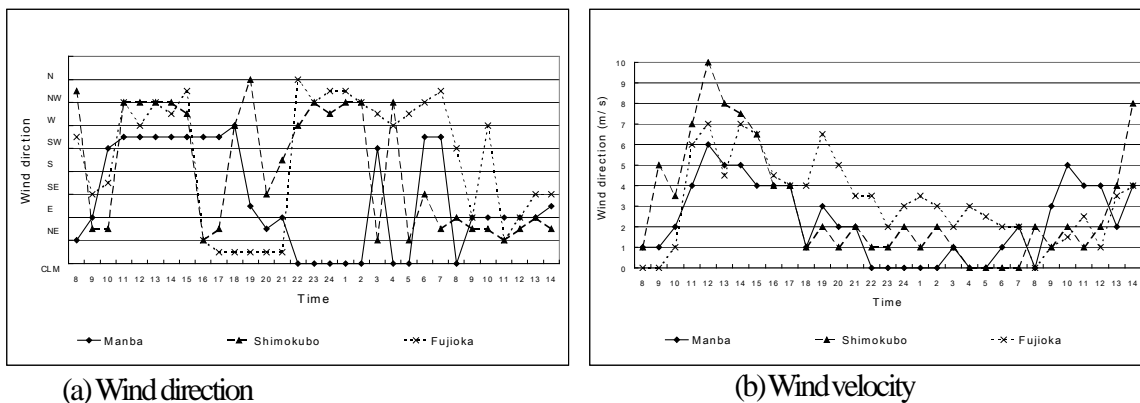 N
NW
W
SW
S
SE
E
NE
CLM
Wind dirction
8 9 10 11 12 13 14 15 16 17 18 19 20 21 22 23 24 1 2 3 4 5 6 7 8 9 10 11 12 13 14
Time
Manba Shimokubo Fujioka
(a) Wind direction
10
9
8
7
6
5
4
3
2
1
0
Wind direction (m/s)
8 9 10 11 12 13 14 15 16 17 18 19 20 21 22 23 24 1 2 3 4 5 6 7 8 9 10 11 12 13 14
Time
Manba Shimokubo Fujioka
(b) Wind velocity